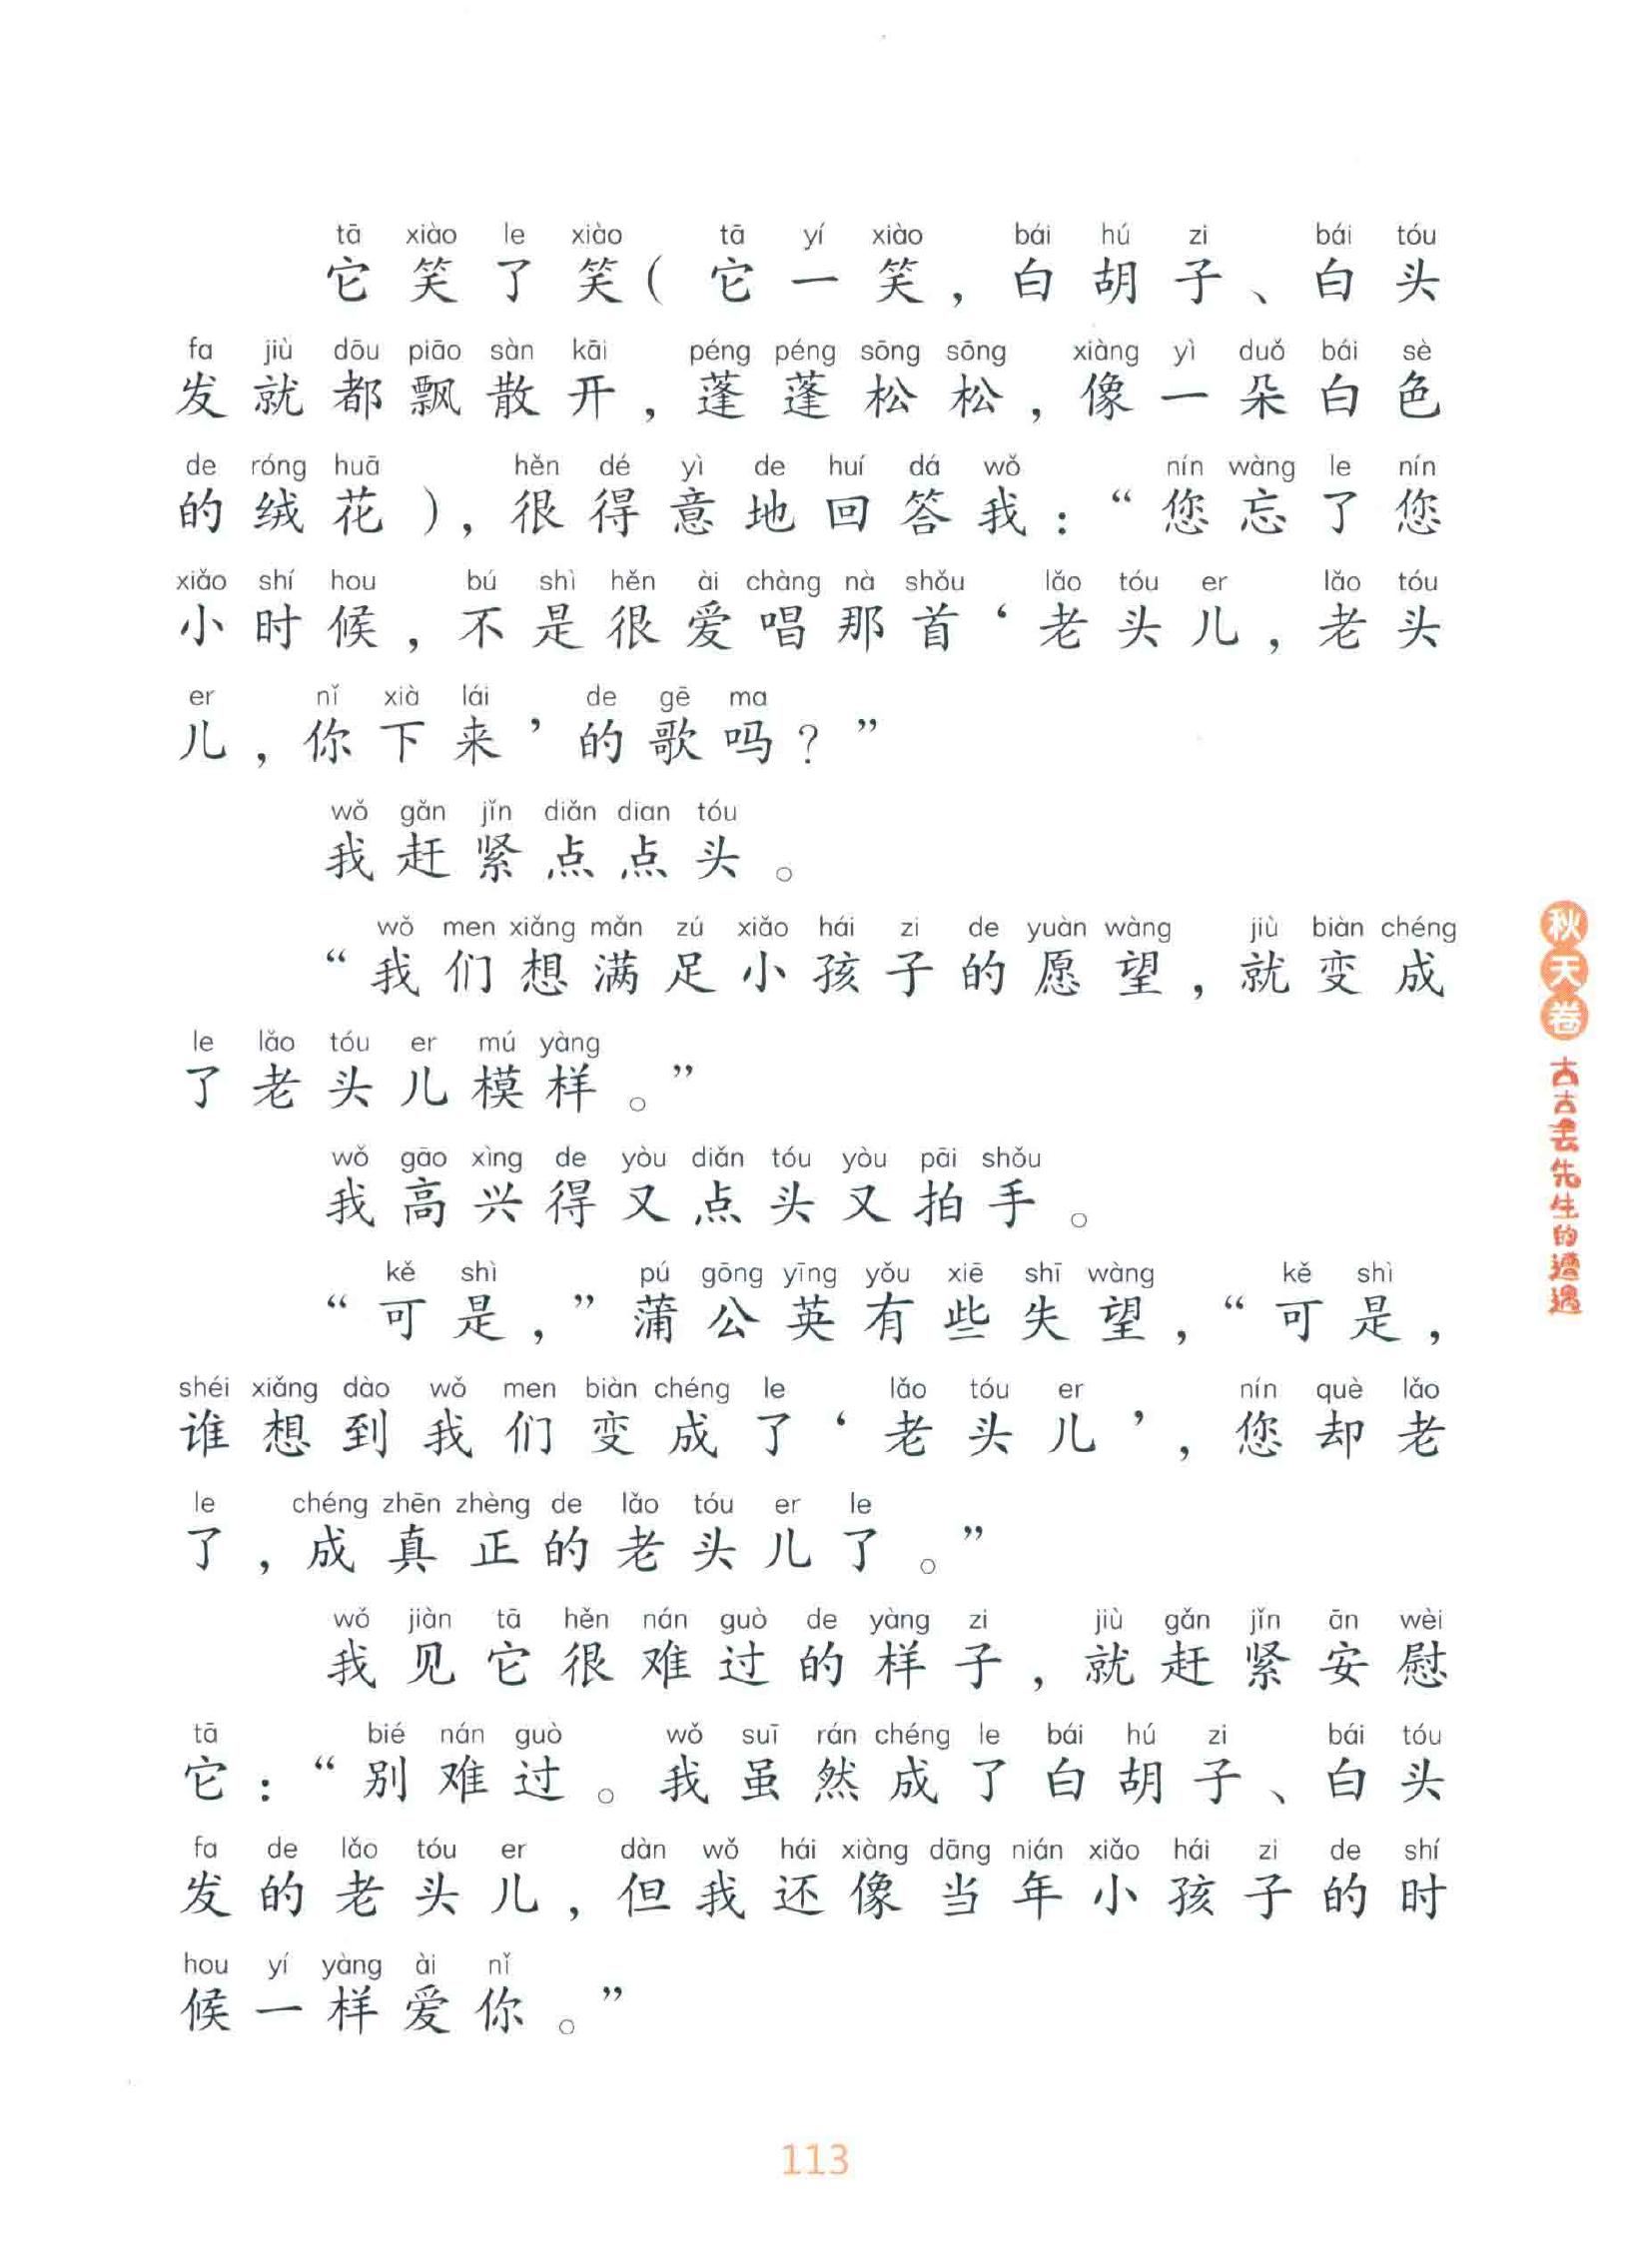 tā xiào le xiào tā yí xiào bái hú zi bái tóu
它笑了笑（它一笑，白胡子、白头
fa jiù dōu piāo sàn kāi péng péng sōng sōng xiàng yì duǒ bái sè
发就都飘散开，蓬蓬松松，像一朵白色
de róng huā hěn dé yì de huí dá wǒ nín wàng le nín
的绒花），很得意地回答我：“您忘了您
xiǎo shí hou bú shì hěn ài chàng nà shǒu lǎo tóu er lǎo tóu
小时候，不是很爱唱那首‘老头儿，老头
er nǐ xià lái de gē ma
儿，你下来’的歌吗？”
wǒ gǎn jǐn diǎn dian tóu
我赶紧点点头。
wǒ men xiǎng mǎn zú xiǎo hái zi de yuàn wàng jiù biàn chéng
“我们想满足小孩子的愿望，就变成
le lǎo tóu er mú yàng
了老头儿模样。”
wǒ gāo xìng de yòu diǎn tóu yòu pāi shǒu
我高兴得又点头又拍手。
kě shì pú gōng yīng yǒu xiē shī wàng kě shì
“可是，”蒲公英有些失望，“可是，
shéi xiǎng dào wǒ men biàn chéng le lǎo tóu er nín què lǎo
谁想到我们变成了‘老头儿’，您却老
le chéng zhēn zhèng de lǎo tóu er le
了，成真正的老头儿了。”
wǒ jiàn tā hěn nán guò de yàng zi jiù gǎn jǐn ān wèi
我见它很难过的样子，就赶紧安慰
tā bié nán guò wǒ suī rán chéng le bái hú zi bái tóu
它：“别难过。我虽然成了白胡子、白头
fa de lǎo tóu er dàn wǒ hái xiàng dāng nián xiǎo hái zi de shí
发的老头儿，但我还像当年小孩子的时
hou yí yàng ài nǐ
候一样爱你。”
秋天卷
古古丢先生的遭遇
113